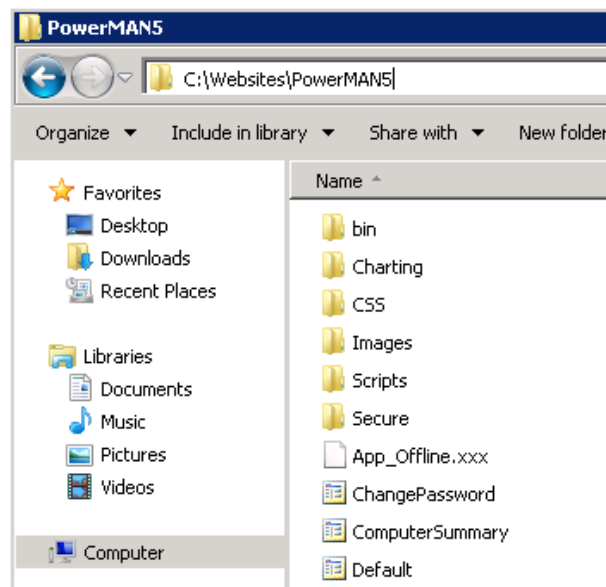 PowerMAN5
C:\Websites\PowerMAN5
Organize Include in library Share with New folder
Favorites
Desktop
Downloads
Recent Places
Libraries
Documents
Music
Pictures
Videos
Computer
Name
bin
Charting
CSS
Images
Scripts
Secure
App_Offline.xxx
ChangePassword
ComputerSummary
Default